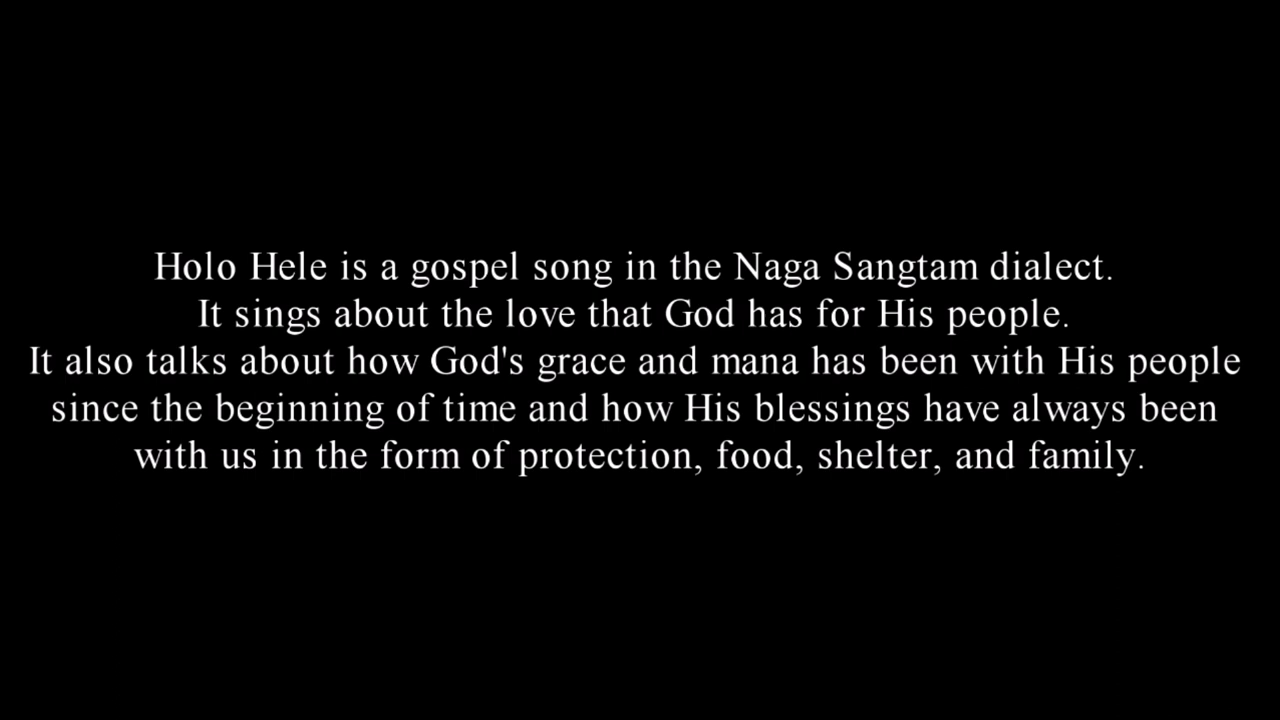 Holo Hele is a gospel song in the Naga Sangtam dialect.
It sings about the love that God has for His people.
It also talks about how God's grace and mana has been with His people
since the beginning of time and how His blessings have always been
with us in the form of protection, food, shelter, and family.